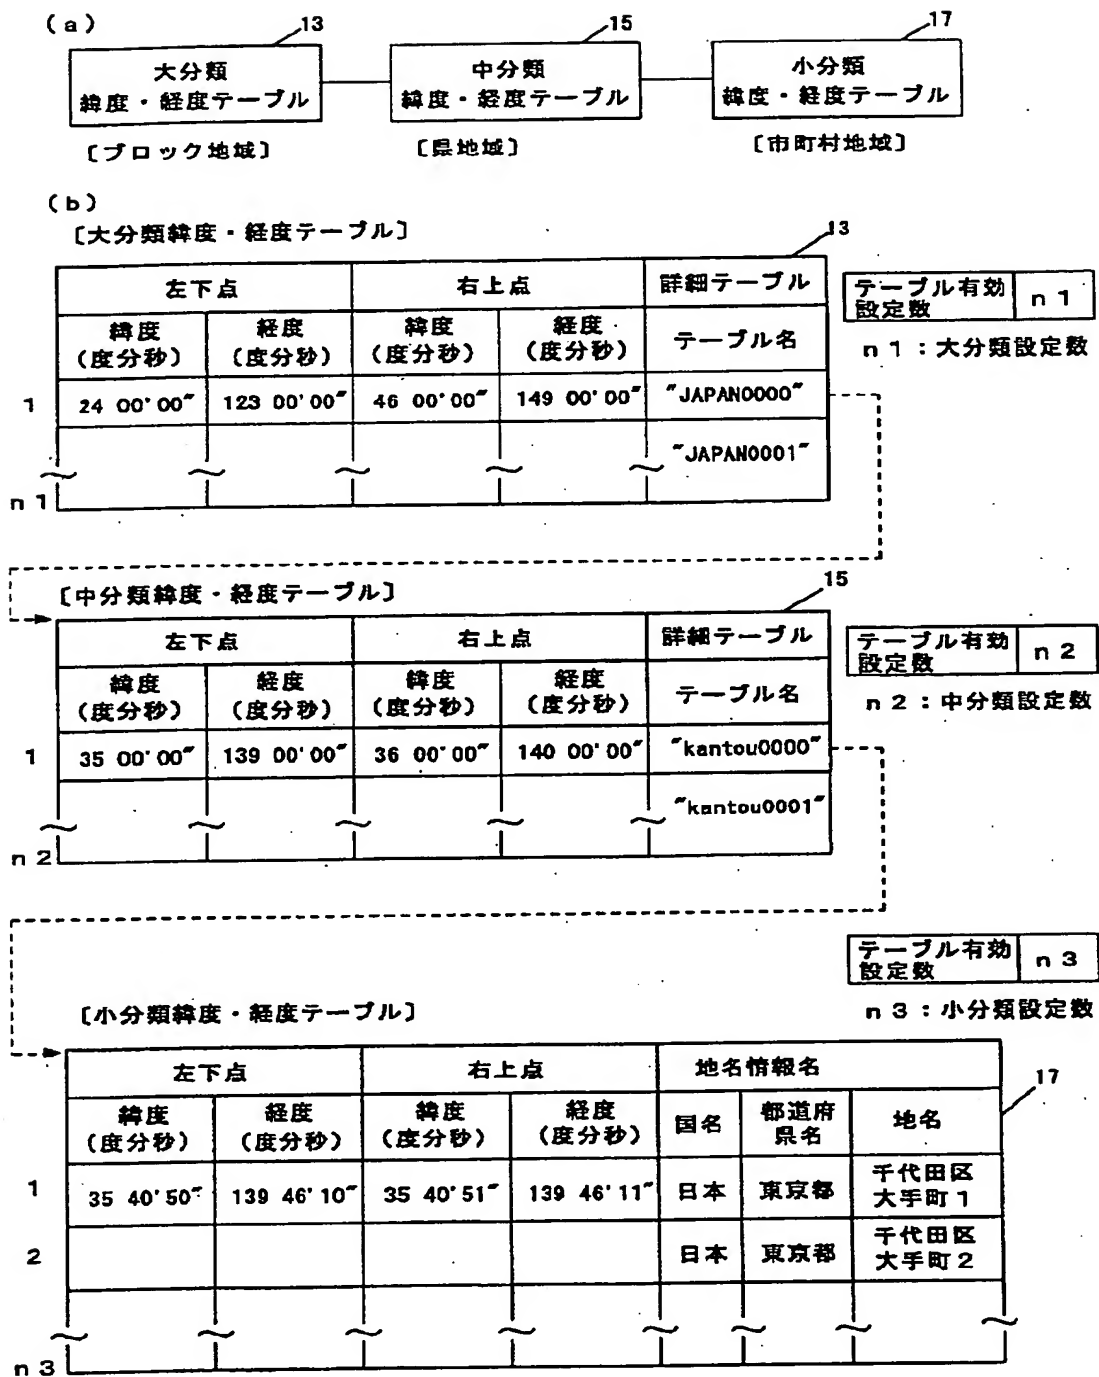 (a)
13
15
17
大分類
緯度・経度テーブル
中分類
緯度・経度テーブル
小分類
緯度・経度テーブル
〔ブロック地域〕
〔県地域〕
〔市町村地域〕
(b)
〔大分類緯度・経度テーブル〕
13
左下点 右上点 詳細テーブル
緯度
(度分秒)
経度
(度分秒)
緯度
(度分秒)
経度
(度分秒)
テーブル名
1 24 00'00" 123 00'00" 46 00'00" 149 00'00" "JAPAN0000"
"JAPAN0001"
n1
テーブル有効
設定数
n1
n1:大分類設定数
〔中分類緯度・経度テーブル〕
15
左下点 右上点 詳細テーブル
緯度
(度分秒)
経度
(度分秒)
緯度
(度分秒)
経度
(度分秒)
テーブル名
1 35 00'00" 139 00'00" 36 00'00" 140 00'00" "kantou0000"
"kantou0001"
n2
テーブル有効
設定数
n2
n2:中分類設定数
テーブル有効
設定数
n3
n3:小分類設定数
〔小分類緯度・経度テーブル〕
17
左下点 右上点 地名情報名
緯度
(度分秒)
経度
(度分秒)
緯度
(度分秒)
経度
(度分秒)
国名
都道府
県名
地名
1 35 40'50" 139 46'10" 35 40'51" 139 46'11" 日本 東京都
千代田区
大手町1
2 日本 東京都
千代田区
大手町2
n3